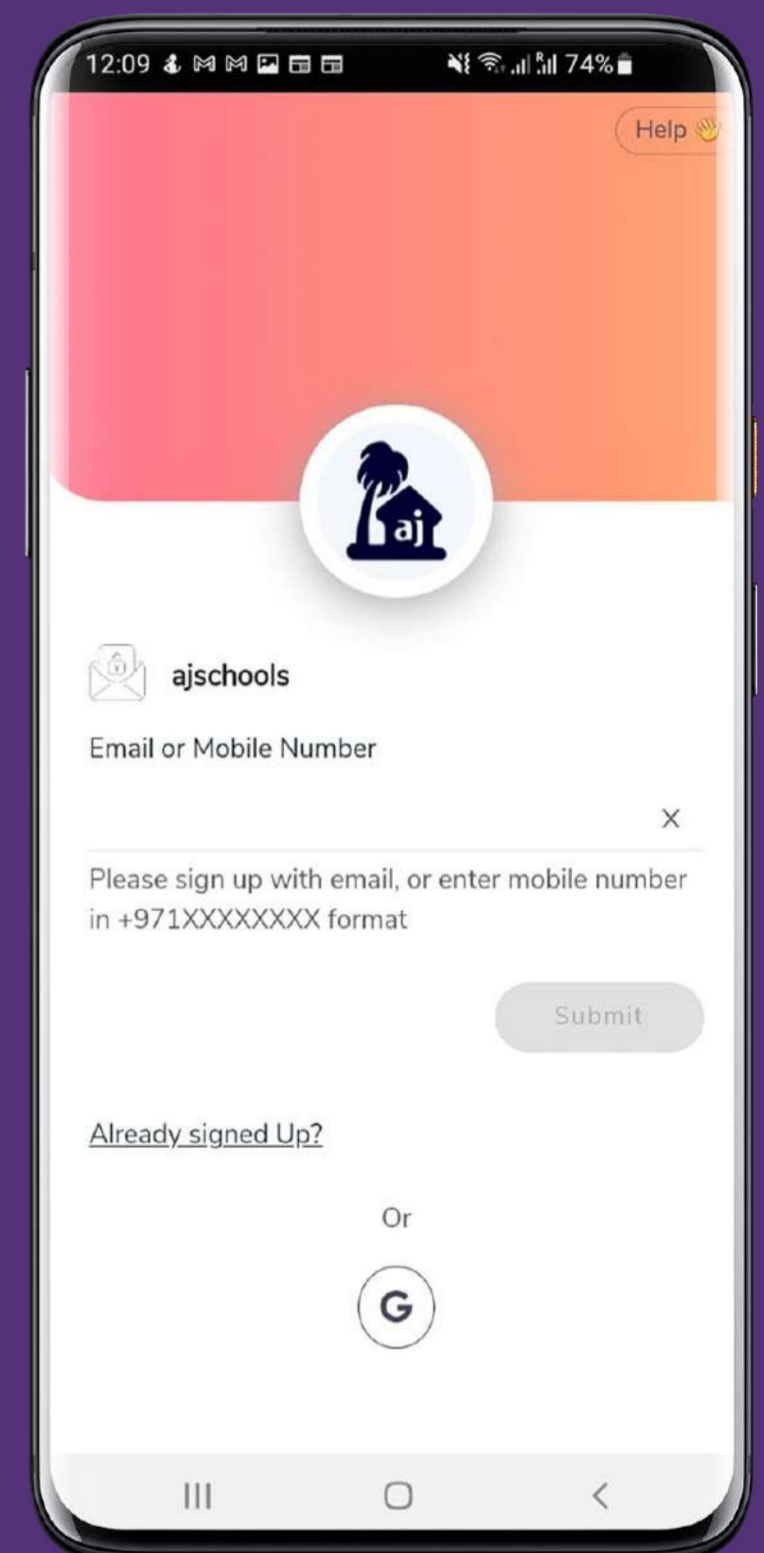 12:09 74%
Help
aj
ajschools
Email or Mobile Number
X
Please sign up with email, or enter mobile number
in +971XXXXXXXX format
Submit
Already signed Up?
Or
G